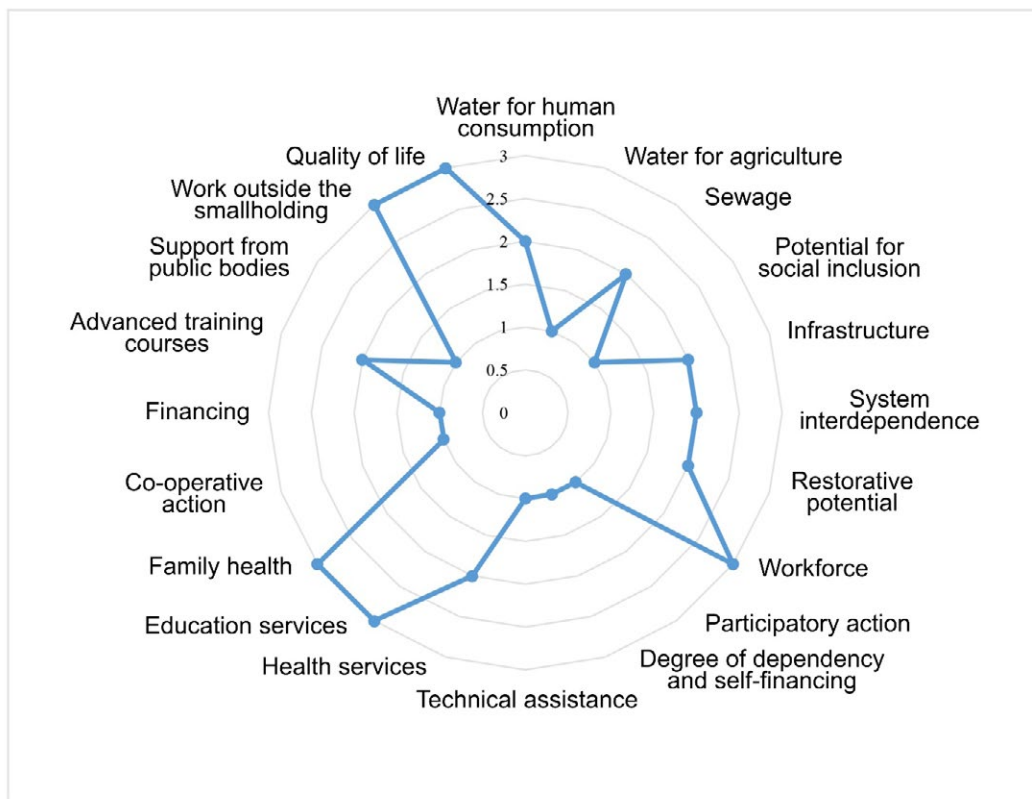 Water for human
consumption
Water for agriculture
Sewage
Potential for
social inclusion
Infrastructure
System
interdependence
Restorative
potential
Workforce
Participatory action
Degree of dependency
and self-financing
Technical assistance
Health services
Education services
Family health
Co-operative
action
Financing
Advanced training
courses
Support from
public bodies
Work outside the
smallholding
Quality of life
3
2.5
2
1.5
1
0.5
0